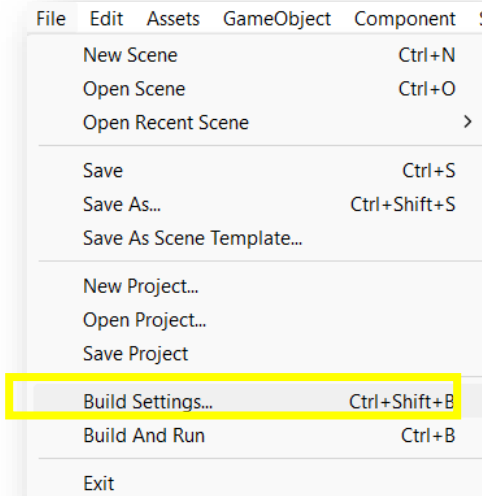 File Edit Assets GameObject Component
New Scene Ctrl+N
Open Scene Ctrl+O
Open Recent Scene >
Save Ctrl+S
Save As... Ctrl+Shift+S
Save As Scene Template...
New Project...
Open Project...
Save Project
Build Settings... Ctrl+Shift+B
Build And Run Ctrl+B
Exit